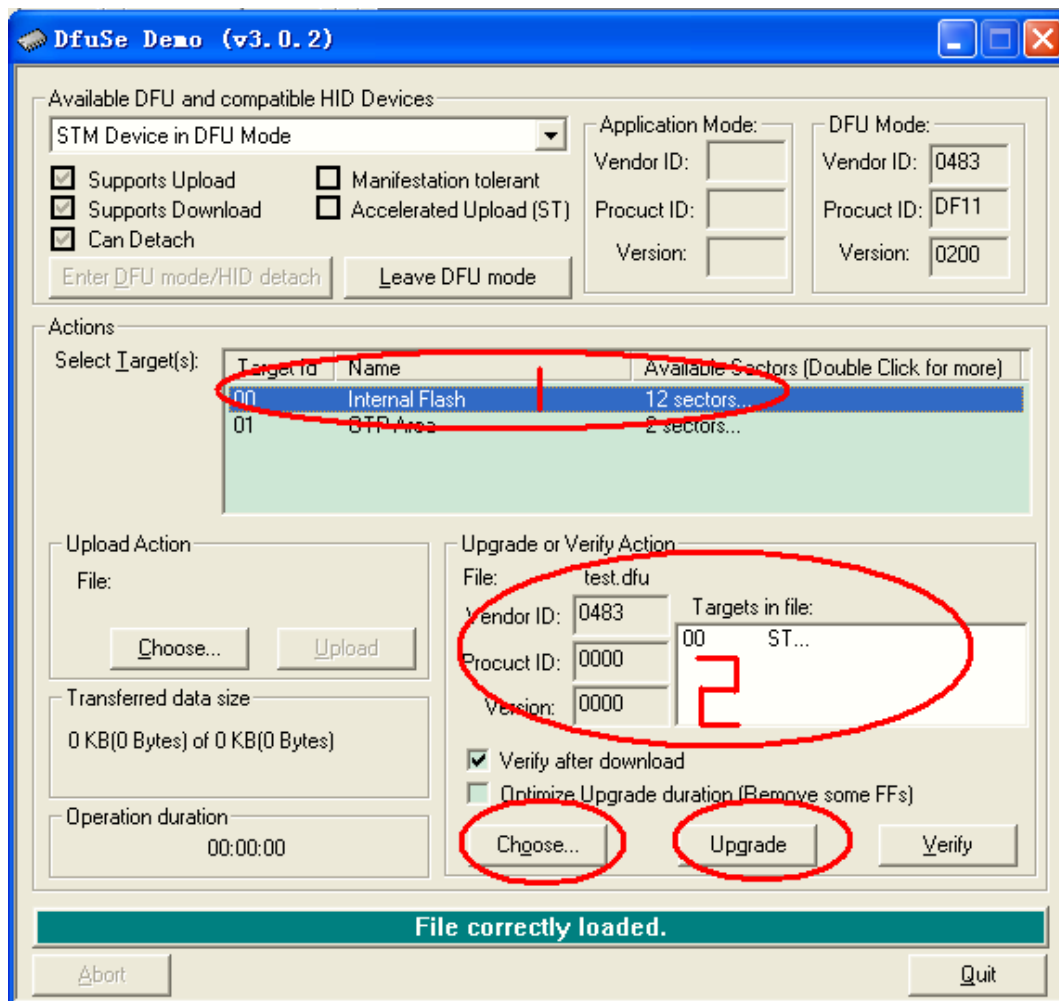 DfuSe Demo (v3.0.2)
Available DFU and compatible HID Devices
STM Device in DFU Mode
Supports Upload
Manifestation tolerant
Supports Download
Accelerated Upload (ST)
Can Detach
Enter DFU mode/HID detach
Leave DFU mode
Application Mode:
Vendor ID:
Procuct ID:
Version:
DFU Mode:
Vendor ID: 0483
Procuct ID: DF11
Version: 0200
Actions
Select Target(s):
Target Id Name Available Sectors (Double Click for more)
00 Internal Flash 12 sectors...
01 OTP Area 2 sectors...
1
Upload Action
File:
Choose... Upload
Transferred data size
0 KB(0 Bytes) of 0 KB(0 Bytes)
Operation duration
00:00:00
Upgrade or Verify Action
File: test.dfu
Vendor ID: 0483
Procuct ID: 0000
Version: 0000
Targets in file:
00 ST...
2
Verify after download
Optimize Upgrade duration (Remove some FFs)
Choose... Upgrade Verify
File correctly loaded.
Abort Quit